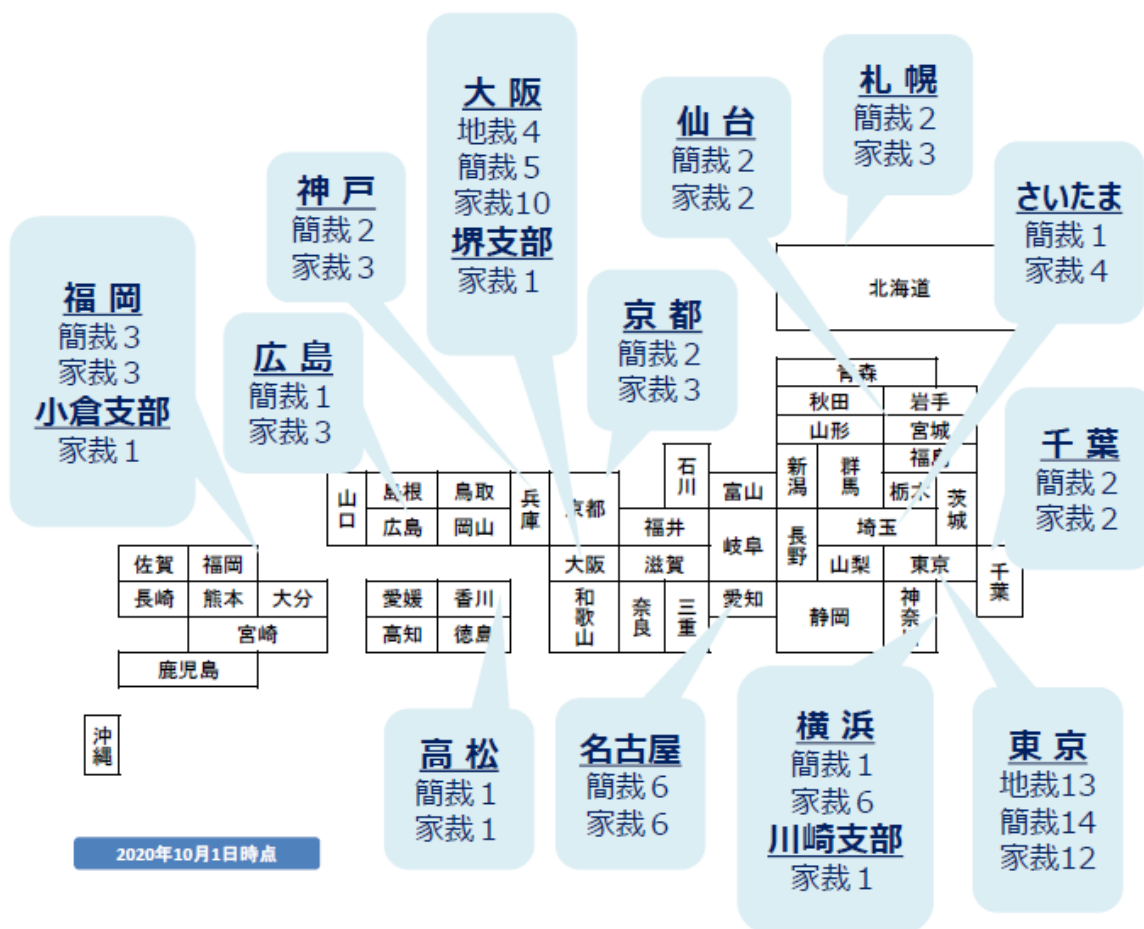 大 阪
地裁４
簡裁５
家裁10
堺支部
家裁１
札 幌
簡裁２
家裁３
仙 台
簡裁２
家裁２
神 戸
簡裁２
家裁３
さいたま
簡裁１
家裁４
福 岡
簡裁３
家裁３
小倉支部
家裁１
広 島
簡裁１
家裁３
京 都
簡裁２
家裁３
千 葉
簡裁２
家裁２
北海道
青森
秋田
岩手
山形
宮城
福島
新潟
群馬
栃木
茨城
石川
富山
山口
島根
鳥取
兵庫
京都
広島
岡山
福井
岐阜
長野
埼玉
佐賀
福岡
大阪
滋賀
山梨
東京
千葉
長崎
熊本
大分
愛媛
香川
和歌山
奈良
三重
愛知
静岡
神奈川
宮崎
高知
徳島
鹿児島
沖縄
高 松
簡裁１
家裁１
名古屋
簡裁６
家裁６
横 浜
簡裁１
家裁６
川崎支部
家裁１
東 京
地裁13
簡裁14
家裁12
2020年10月1日時点